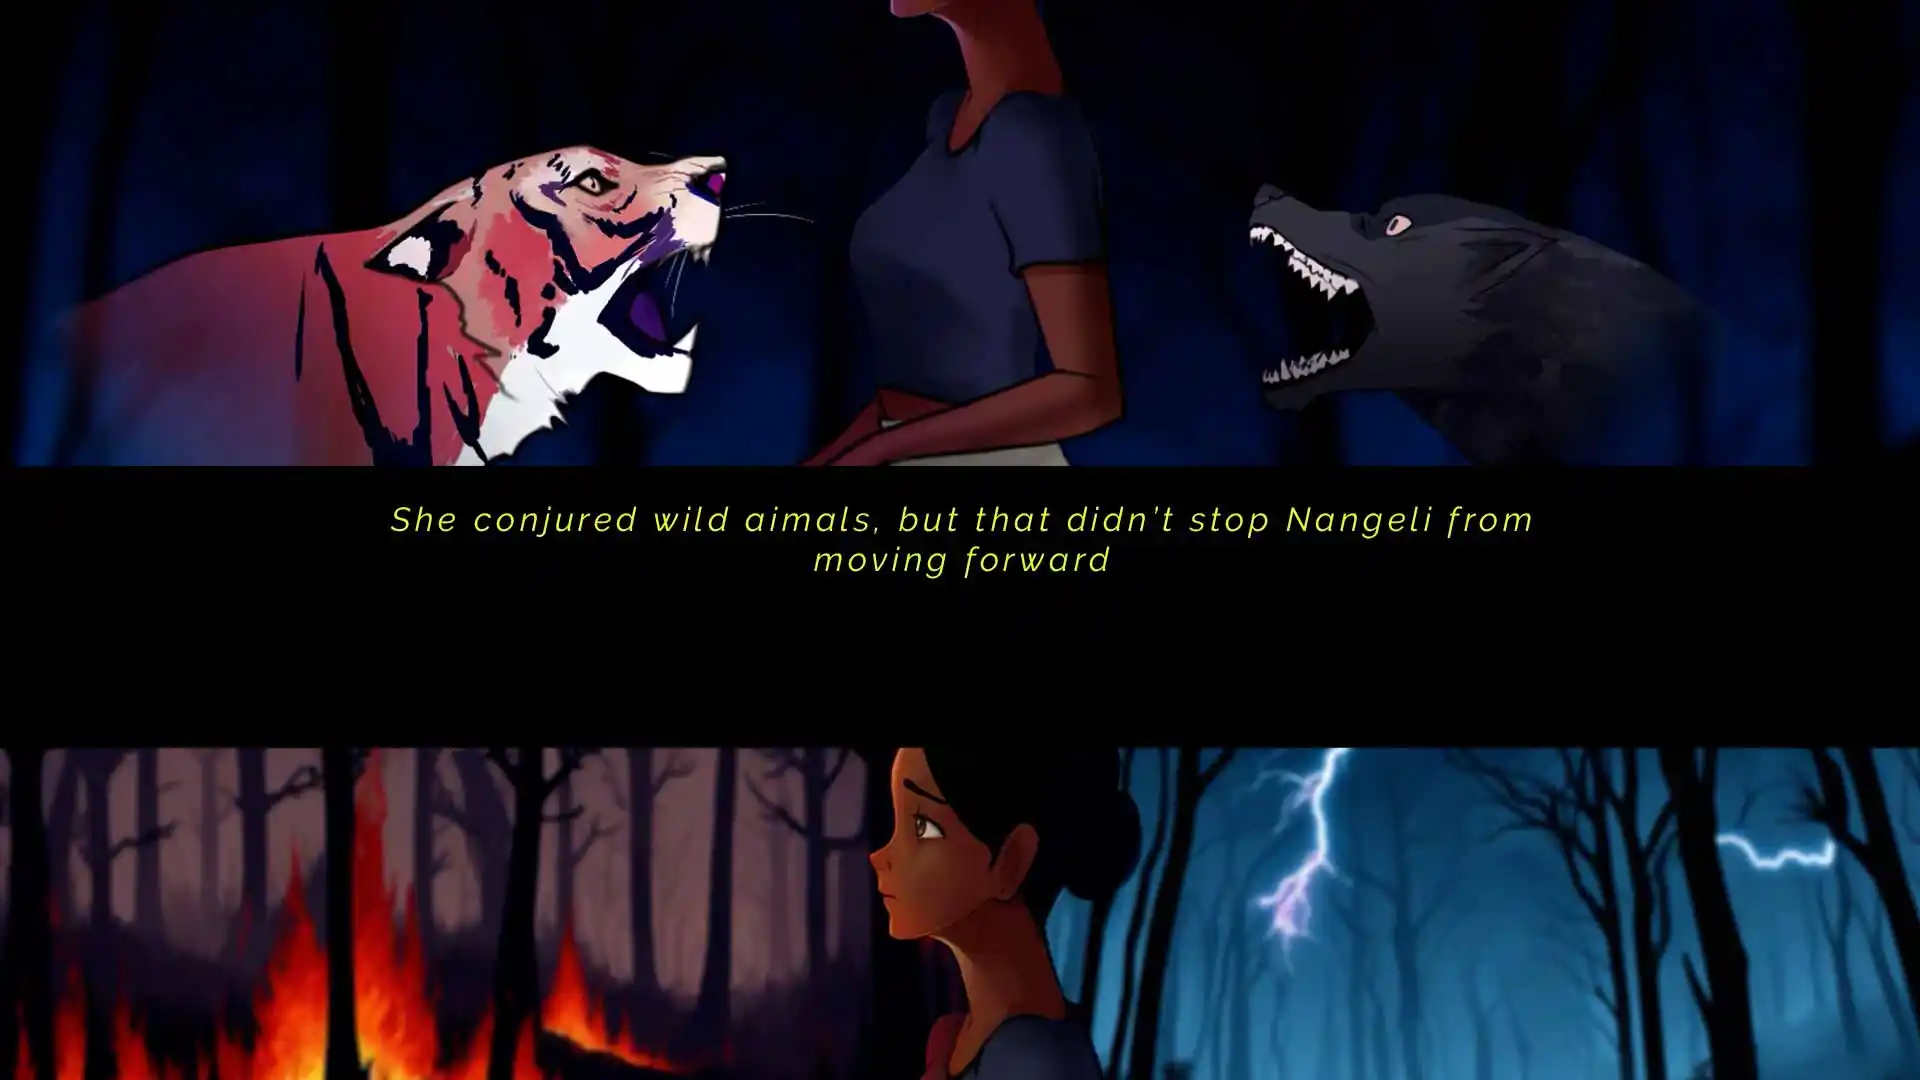 She conjured wild aimals, but that didn't stop Nangeli from
moving forward